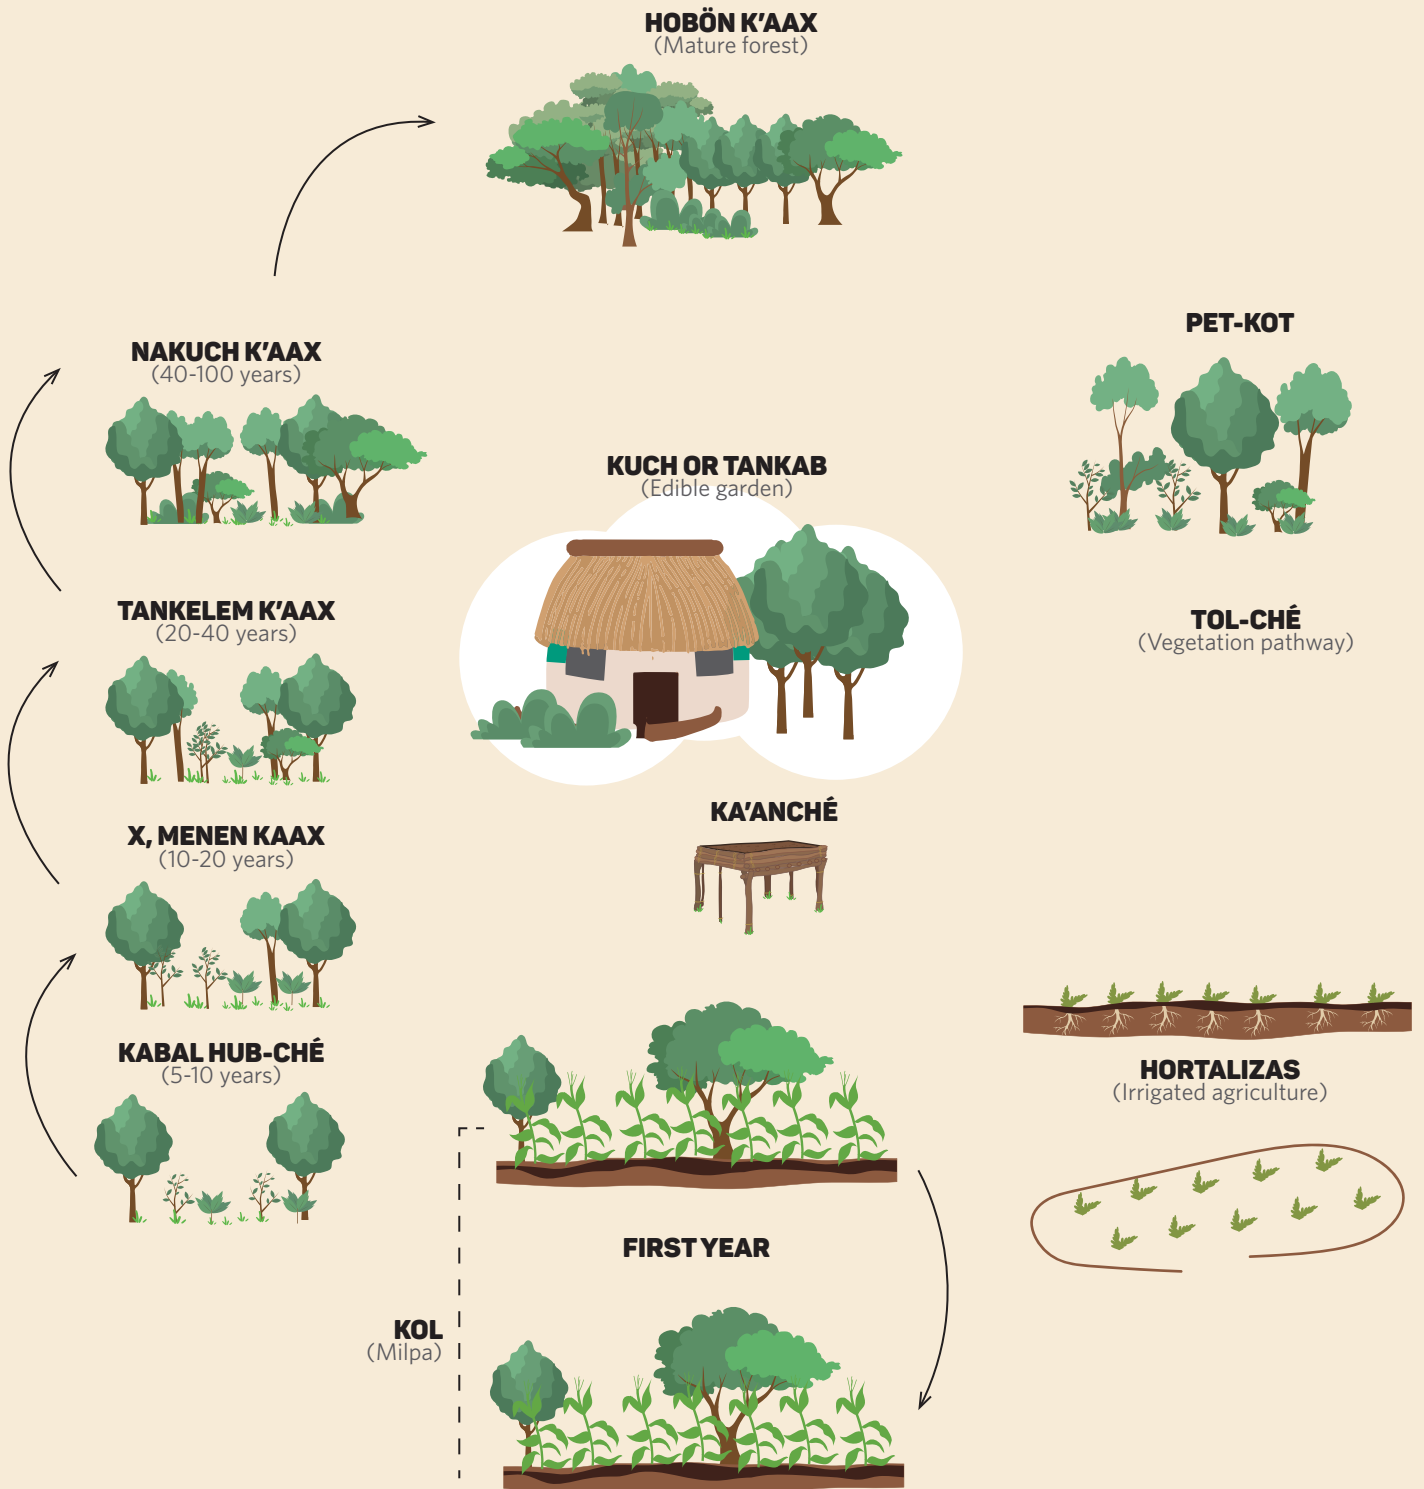 HOBÖN K'AAX
(Mature forest)
NAKUCH K'AAX
(40-100 years)
PET-KOT
KUCH OR TANKAB
(Edible garden)
TANKELEM K'AAX
(20-40 years)
TOL-CHÉ
(Vegetation pathway)
KA'ANCHÉ
X, MENEN KAAX
(10-20 years)
KABAL HUB-CHÉ
(5-10 years)
HORTALIZAS
(Irrigated agriculture)
FIRST YEAR
KOL
(Milpa)